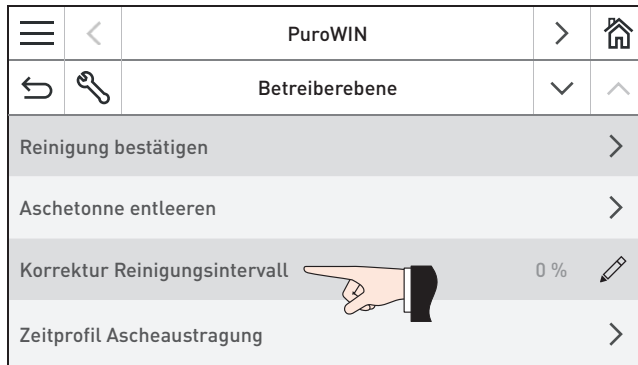 PuroWIN
Betreiberebene
Reinigung bestätigen
Aschetonne entleeren
Korrektur Reinigungsintervall 0 %
Zeitprofil Ascheaustragung